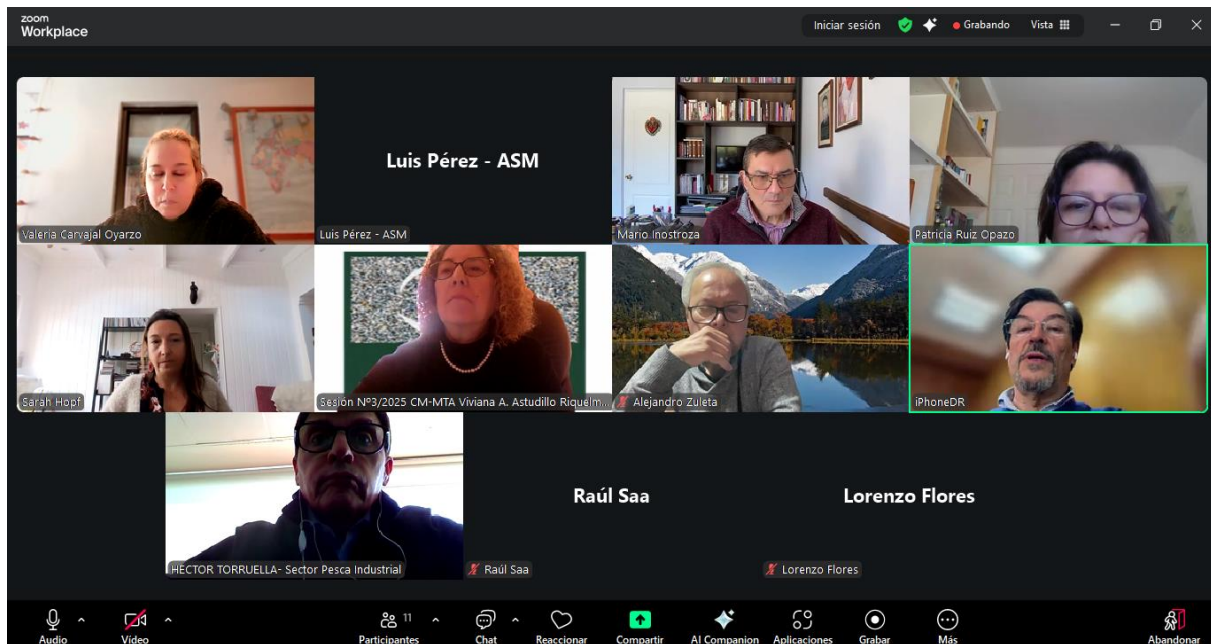 zoom
Workplace
Iniciar sesión
Grabando
Vista
Valeria Carvajal Oyarzo
Luis Pérez - ASM
Luis Pérez - ASM
Mario Inostroza
Patricia Ruiz Opazo
Sarah Hopf
Sesión Nº3/2025 CM-MTA Viviana A. Astudillo Riquelm...
Alejandro Zuleta
iPhoneDR
HÉCTOR TORRUELLA- Sector Pesca Industrial
Raúl Saa
Raúl Saa
Lorenzo Flores
Lorenzo Flores
Audio
Vídeo
Participantes
11
Chat
Reaccionar
Compartir
AI Companion
Aplicaciones
Grabar
Más
Abandonar